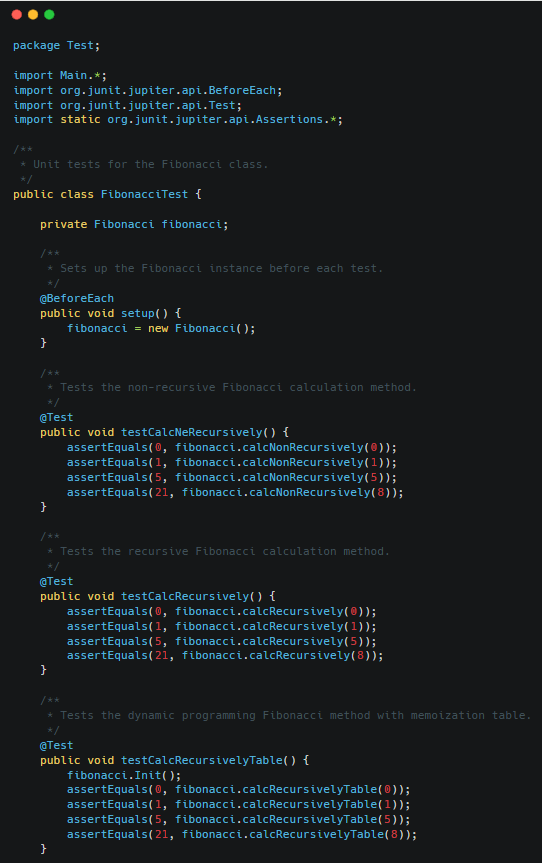 package Test;
import Main.*;
import org.junit.jupiter.api.BeforeEach;
import org.junit.jupiter.api.Test;
import static org.junit.jupiter.api.Assertions.*;
/**
 * Unit tests for the Fibonacci class.
 */
public class FibonacciTest {
    private Fibonacci fibonacci;
    /**
     * Sets up the Fibonacci instance before each test.
     */
    @BeforeEach
    public void setup() {
        fibonacci = new Fibonacci();
    }
    /**
     * Tests the non-recursive Fibonacci calculation method.
     */
    @Test
    public void testCalcNeRecursively() {
        assertEquals(0, fibonacci.calcNonRecursively(0));
        assertEquals(1, fibonacci.calcNonRecursively(1));
        assertEquals(5, fibonacci.calcNonRecursively(5));
        assertEquals(21, fibonacci.calcNonRecursively(8));
    }
    /**
     * Tests the recursive Fibonacci calculation method.
     */
    @Test
    public void testCalcRecursively() {
        assertEquals(0, fibonacci.calcRecursively(0));
        assertEquals(1, fibonacci.calcRecursively(1));
        assertEquals(5, fibonacci.calcRecursively(5));
        assertEquals(21, fibonacci.calcRecursively(8));
    }
    /**
     * Tests the dynamic programming Fibonacci method with memoization table.
     */
    @Test
    public void testCalcRecursivelyTable() {
        fibonacci.Init();
        assertEquals(0, fibonacci.calcRecursivelyTable(0));
        assertEquals(1, fibonacci.calcRecursivelyTable(1));
        assertEquals(5, fibonacci.calcRecursivelyTable(5));
        assertEquals(21, fibonacci.calcRecursivelyTable(8));
    }